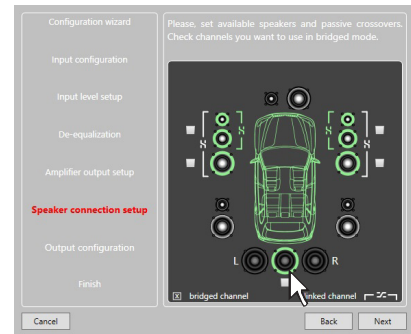 Configuration wizard
Input configuration
Input level setup
De-equalization
Amplifier output setup
Speaker connection setup
Output configuration
Finish
Please, set available speakers and passive crossovers.
Check channels you want to use in bridged mode.
L R
X bridged channel linked channel
Cancel Back Next